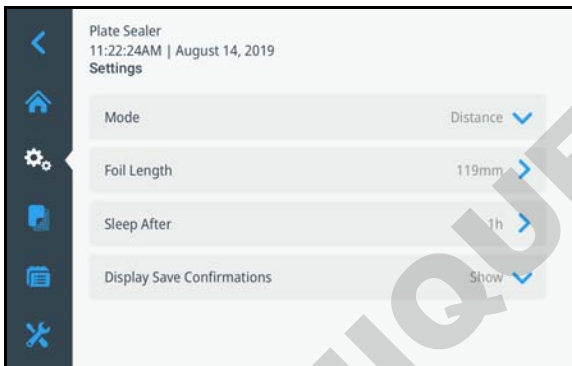 Plate Sealer
11:22:24AM | August 14, 2019
Settings
Mode Distance
Foil Length 119mm
Sleep After 1h
Display Save Confirmations Show